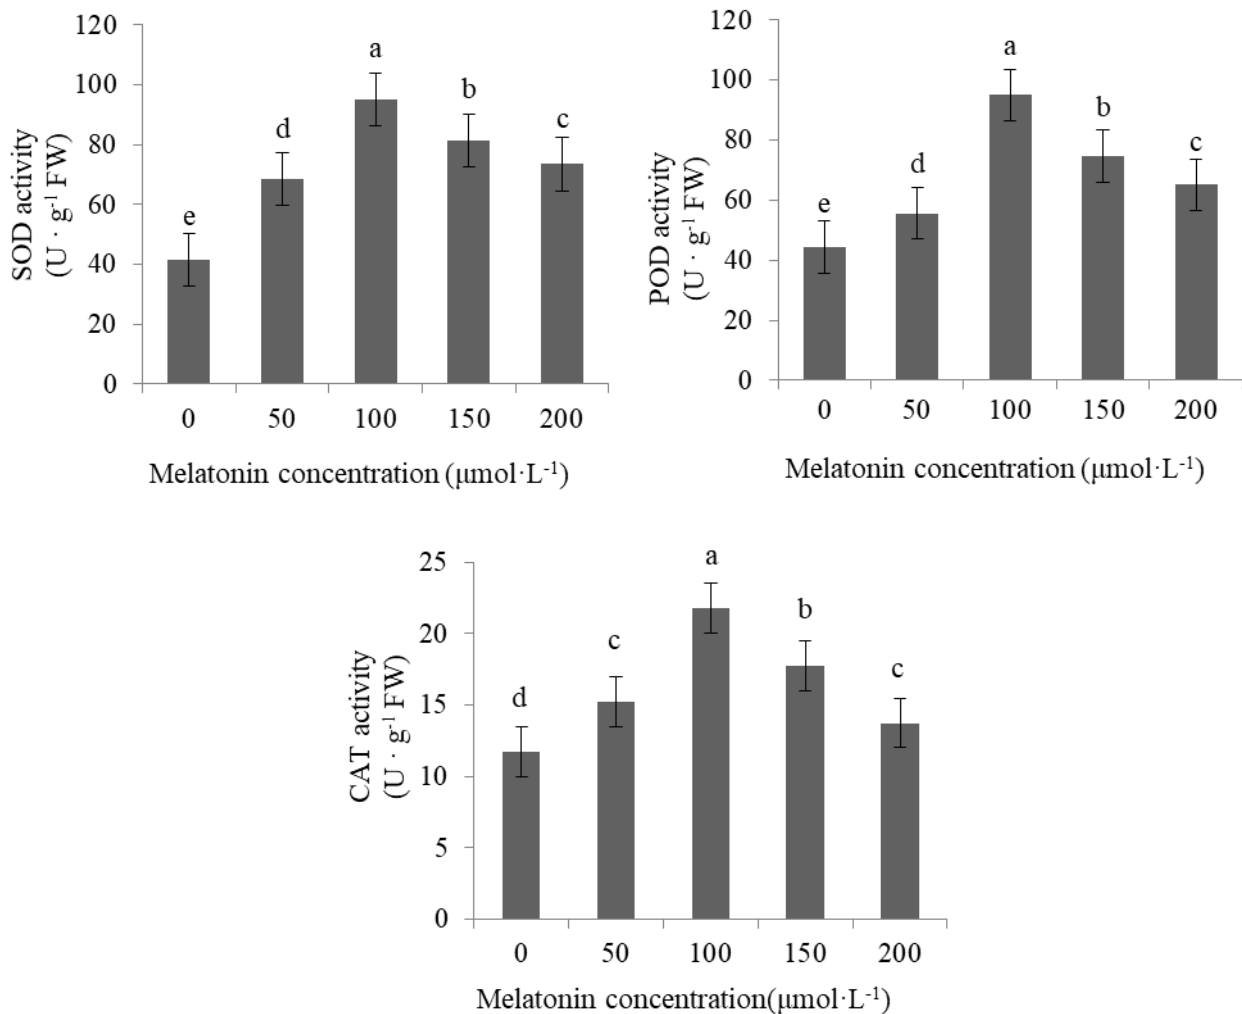 120
100
80
60
40
20
0
SOD activity
(U · g⁻¹ FW)
e
d
a
b
c
0 50 100 150 200
Melatonin concentration (μmol·L⁻¹)
120
100
80
60
40
20
0
POD activity
(U · g⁻¹ FW)
e
d
a
b
c
0 50 100 150 200
Melatonin concentration (μmol·L⁻¹)
25
20
15
10
5
0
CAT activity
(U · g⁻¹ FW)
d
c
a
b
c
0 50 100 150 200
Melatonin concentration(μmol·L⁻¹)